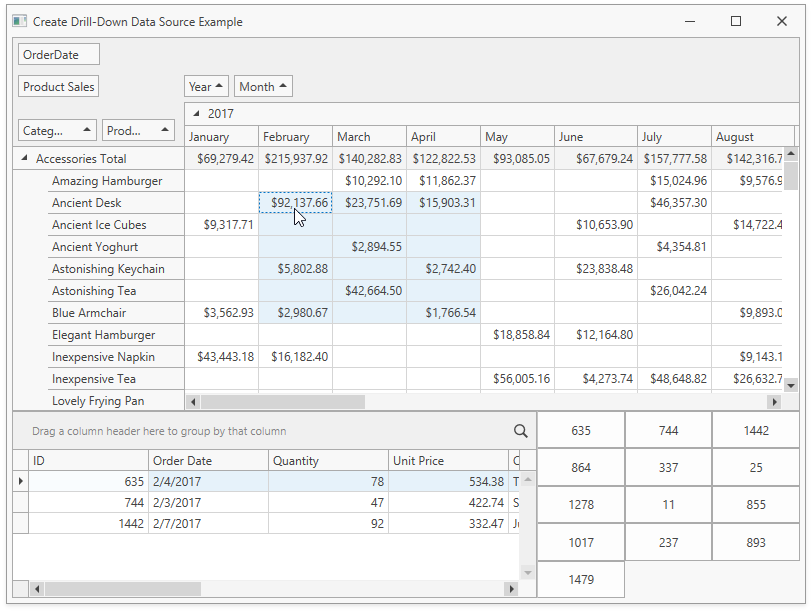 Create Drill-Down Data Source Example
OrderDate
Product Sales Year Month
2017
Categ... Prod...
January February March April May June July August
Accessories Total $69,279.42 $215,937.92 $140,282.83 $122,822.53 $93,085.05 $67,679.24 $157,777.58 $142,316.7
Amazing Hamburger $10,292.10 $11,862.37 $15,024.96 $9,576.9
Ancient Desk $92,137.66 $23,751.69 $15,903.31 $46,357.30
Ancient Ice Cubes $9,317.71 $10,653.90 $14,722.4
Ancient Yoghurt $2,894.55 $4,354.81
Astonishing Keychain $5,802.88 $2,742.40 $23,838.48
Astonishing Tea $42,664.50 $26,042.24
Blue Armchair $3,562.93 $2,980.67 $1,766.54 $9,893.0
Elegant Hamburger $18,858.84 $12,164.80
Inexpensive Napkin $43,443.18 $16,182.40 $9,143.1
Inexpensive Tea $56,005.16 $4,273.74 $48,648.82 $26,632.7
Lovely Frying Pan
Drag a column header here to group by that column
ID Order Date Quantity Unit Price C
635 2/4/2017 78 534.38 T
744 2/3/2017 47 422.74 S
1442 2/7/2017 92 332.47 Ju
635 744 1442
864 337 25
1278 11 855
1017 237 893
1479